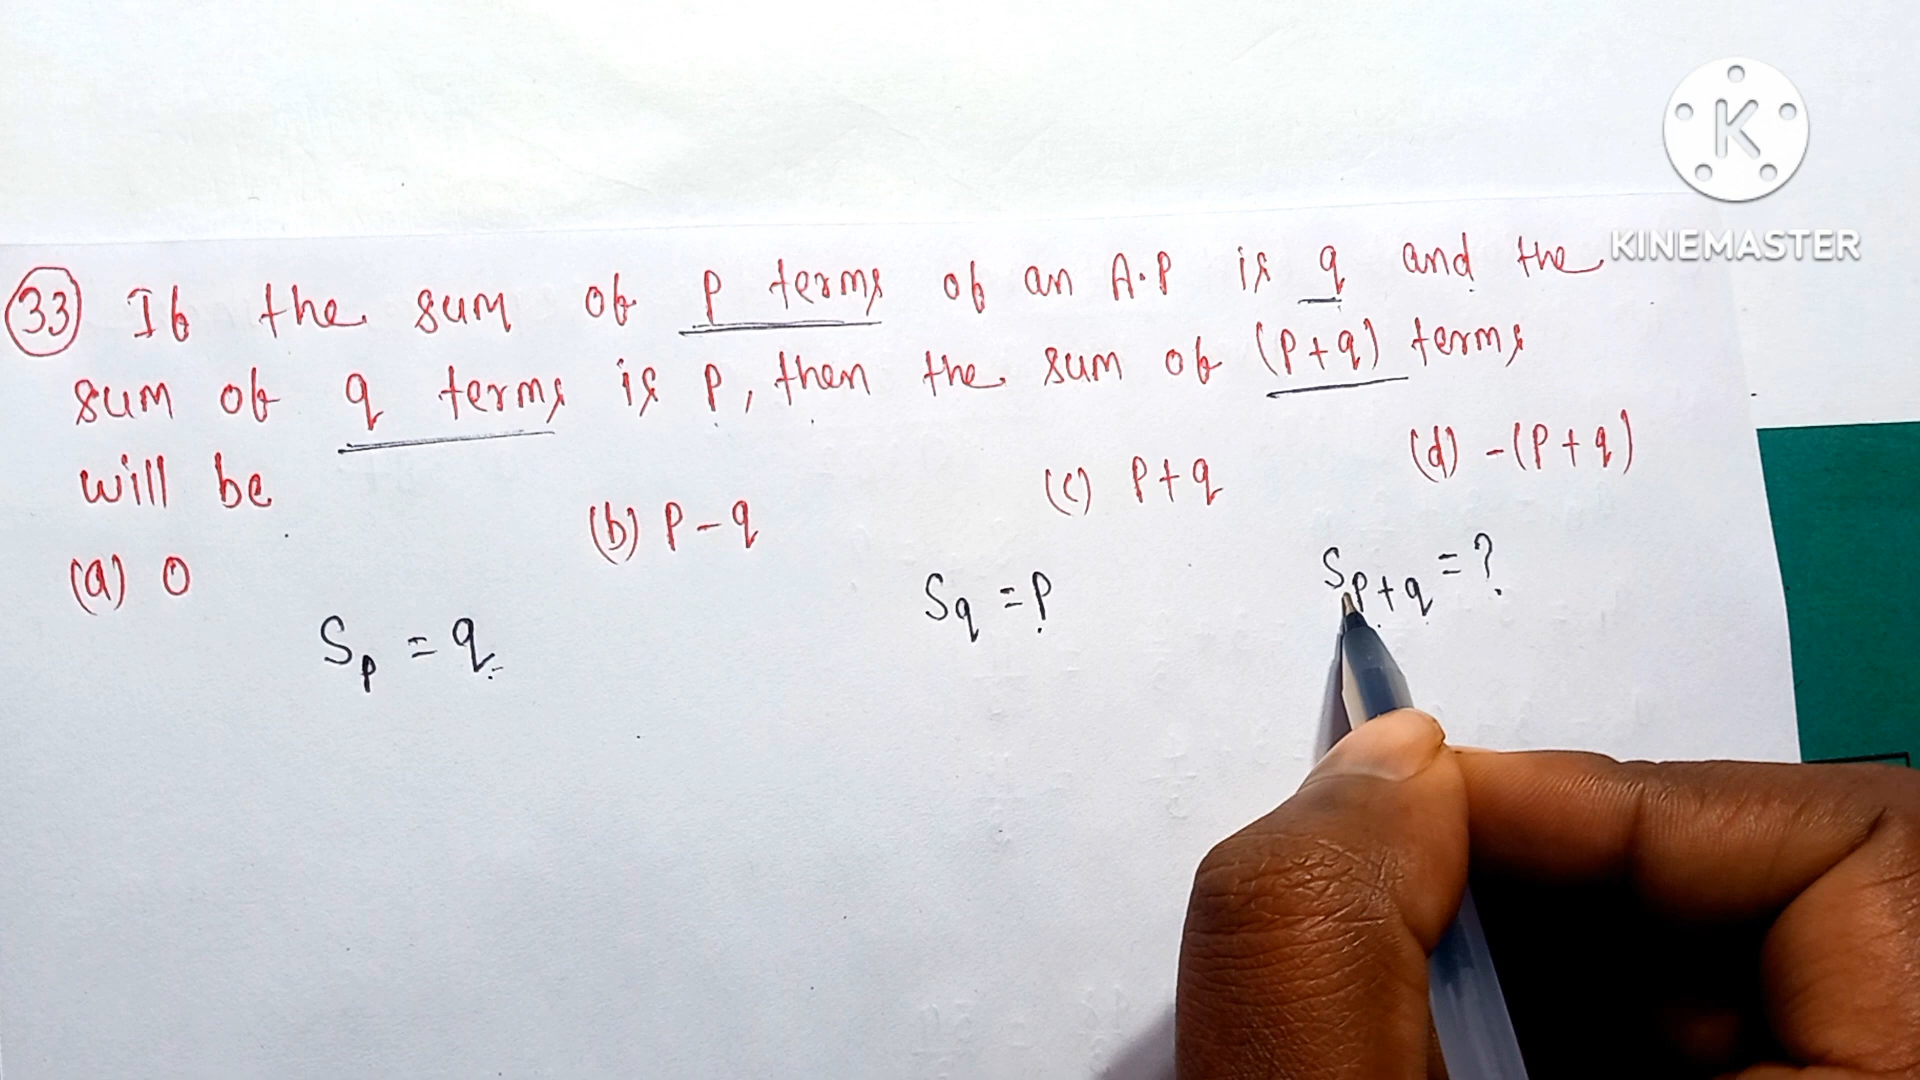 K
KINEMASTER
33 If the sum of p terms of an A.P is q and the
sum of q terms is p, then the sum of (p+q) terms
will be
(a) 0 (b) p-q (c) p+q (d) -(p+q)
Sp = q Sq = p Sp+q = ?